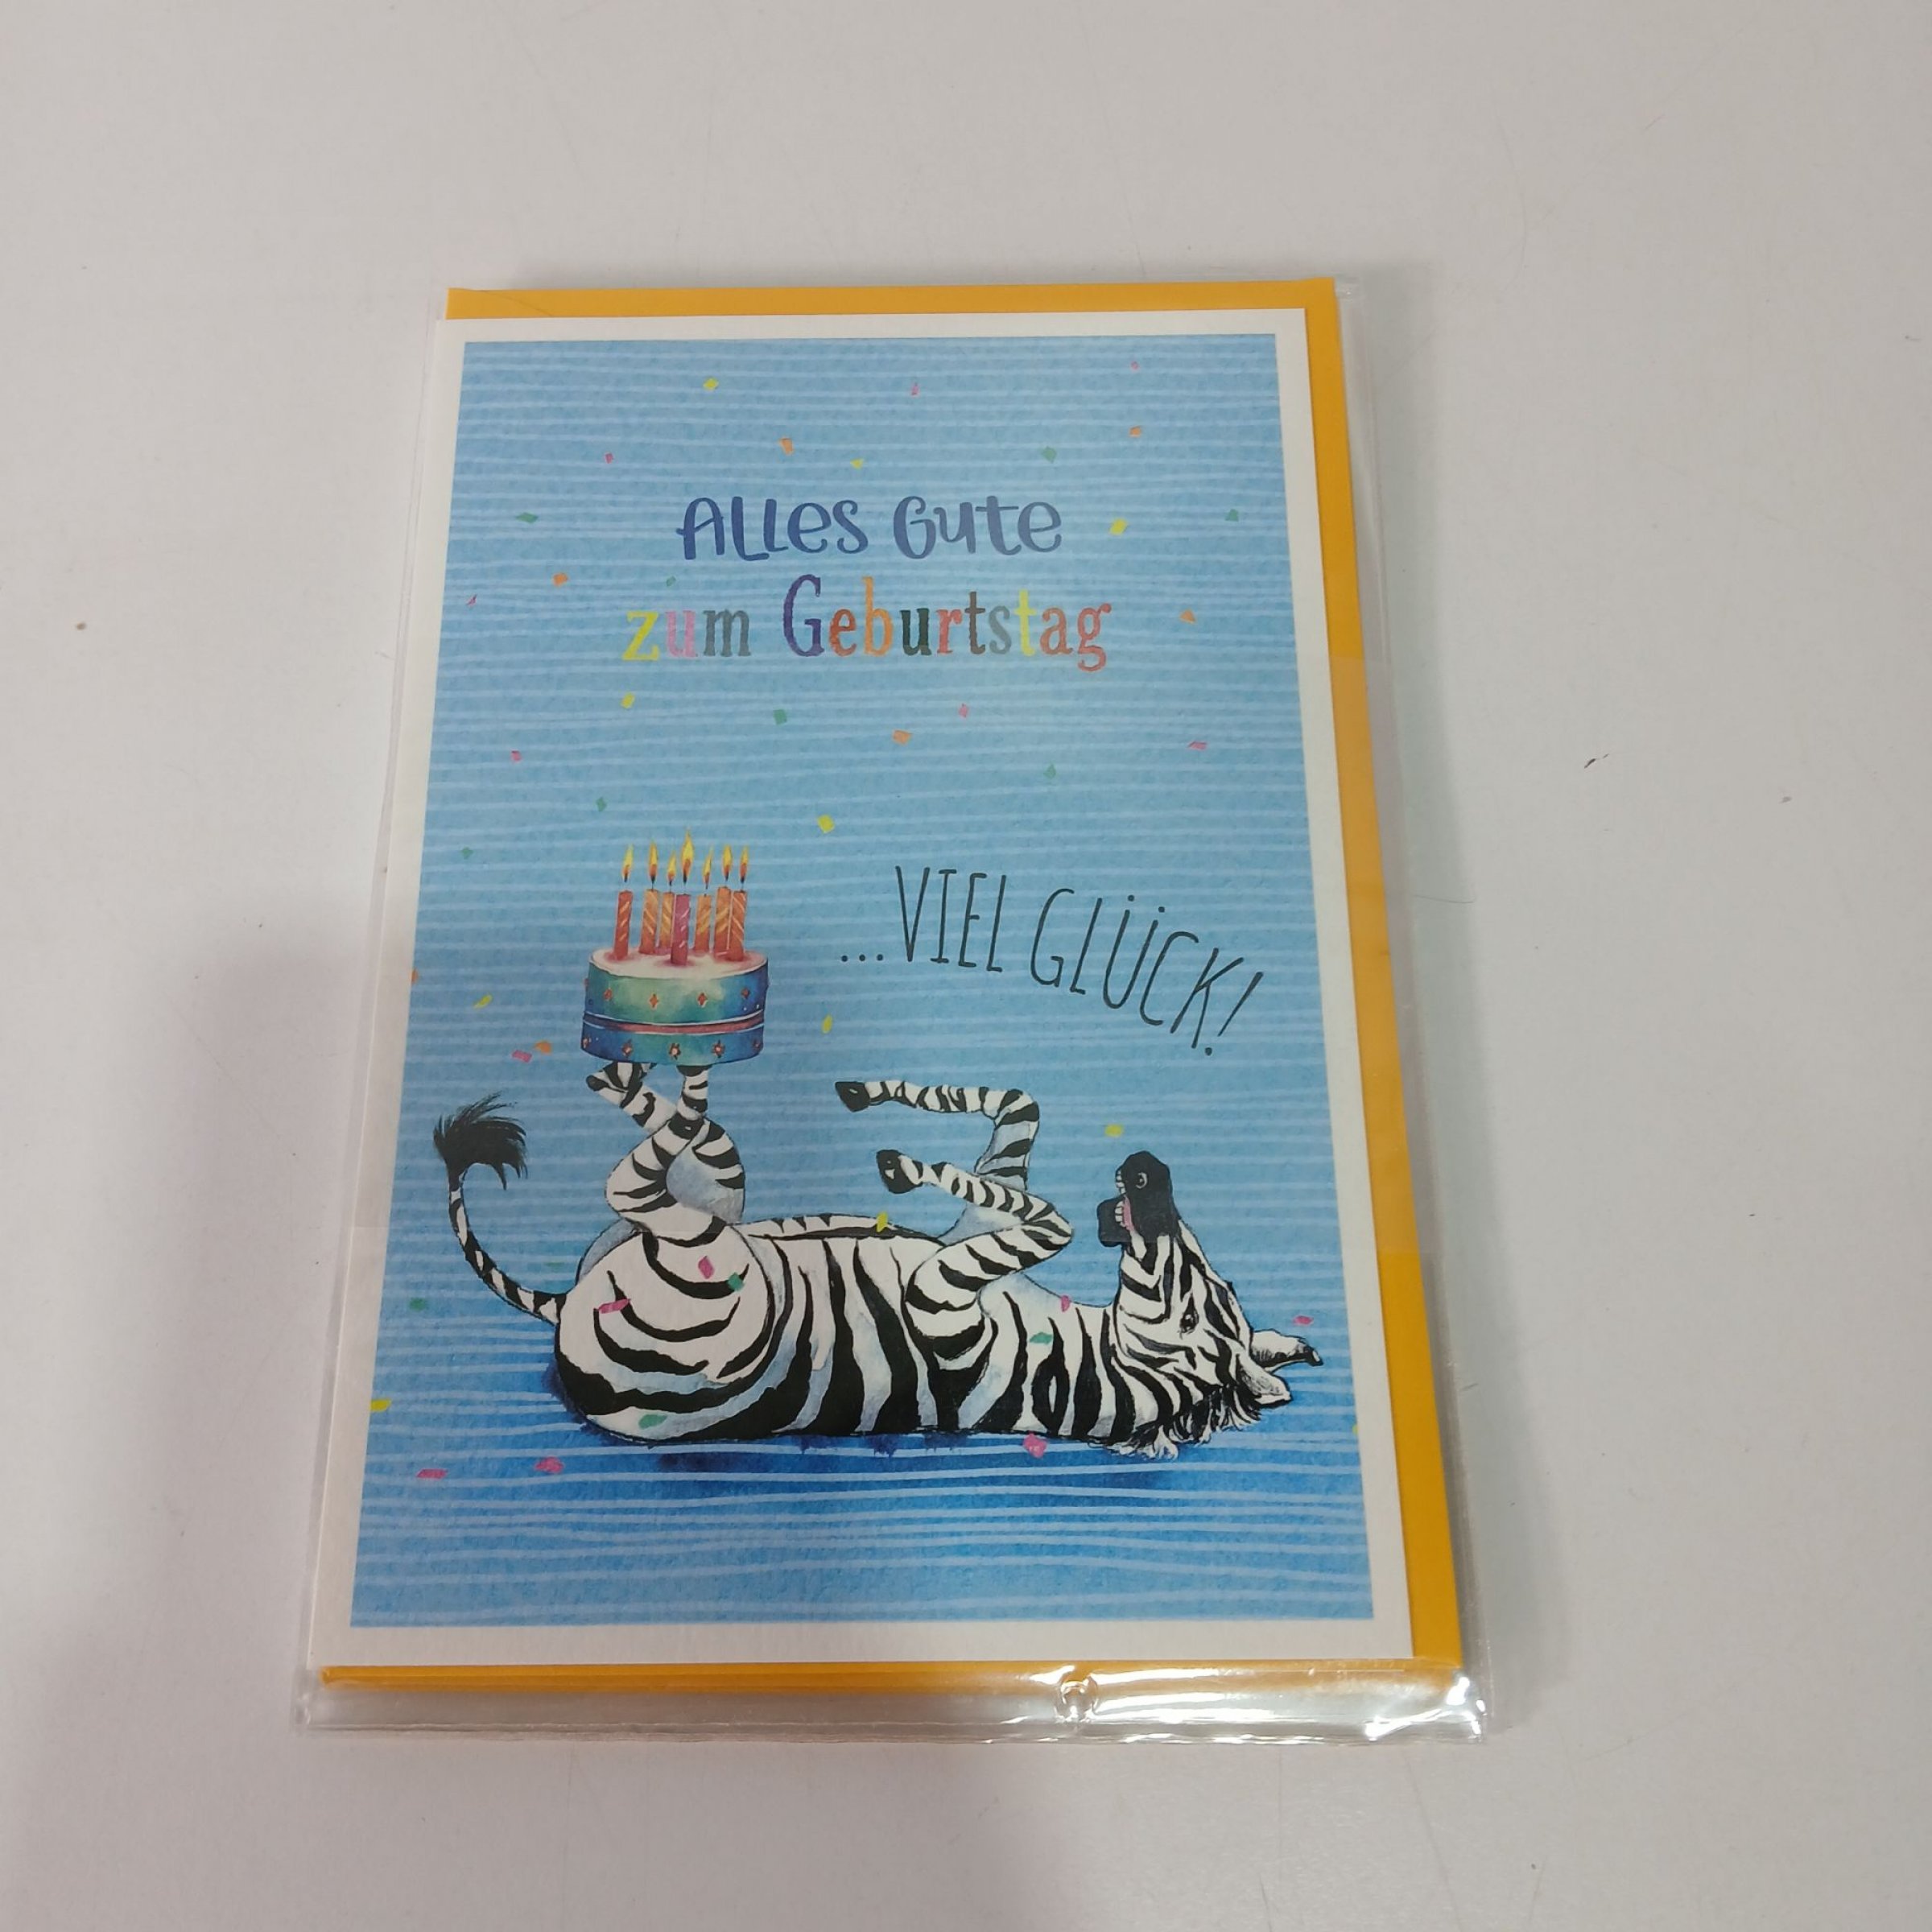 ALLes Gute
zum Geburtstag
...VIEL GLÜCK!